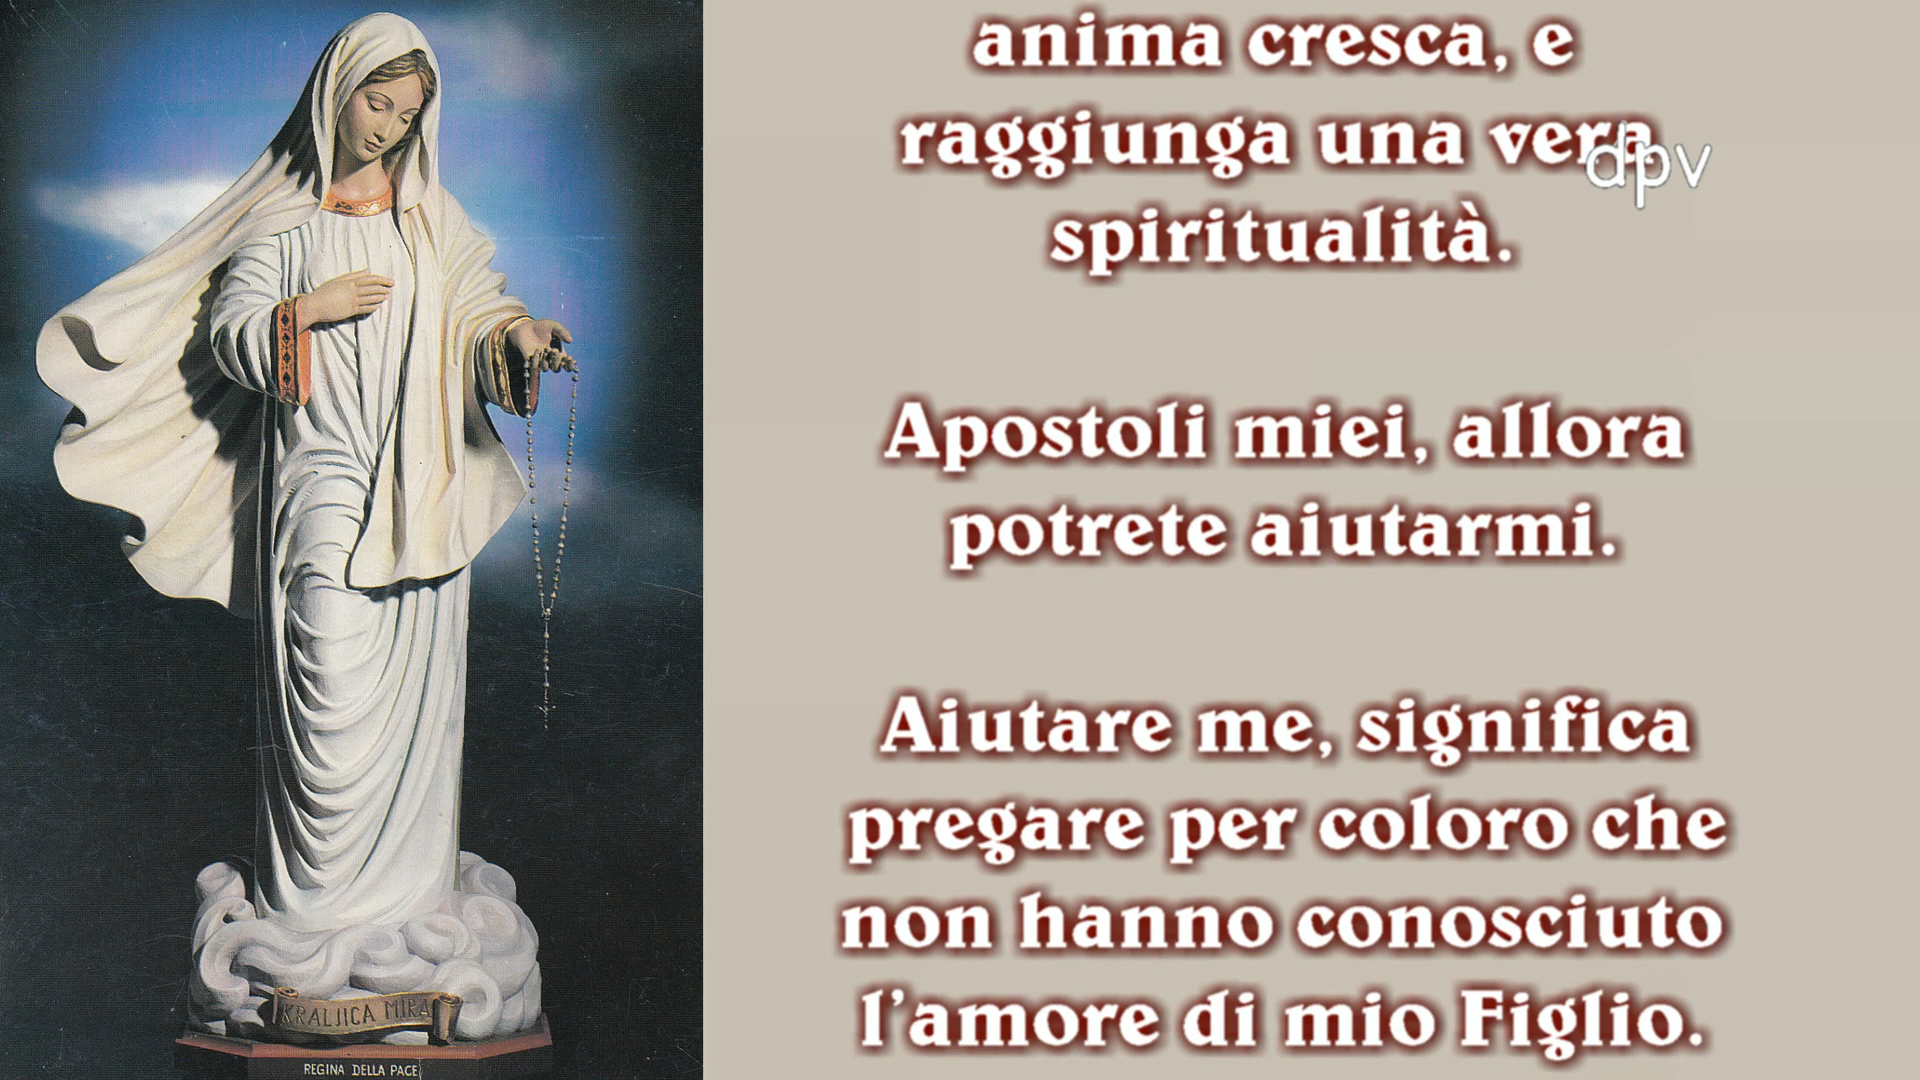 anima cresca, e
raggiunga una vera
spiritualità.
Apostoli miei, allora
potrete aiutarmi.
Aiutare me, significa
pregare per coloro che
non hanno conosciuto
l'amore di mio Figlio.
dpv
KRALJICA MIRA
REGINA DELLA PACE